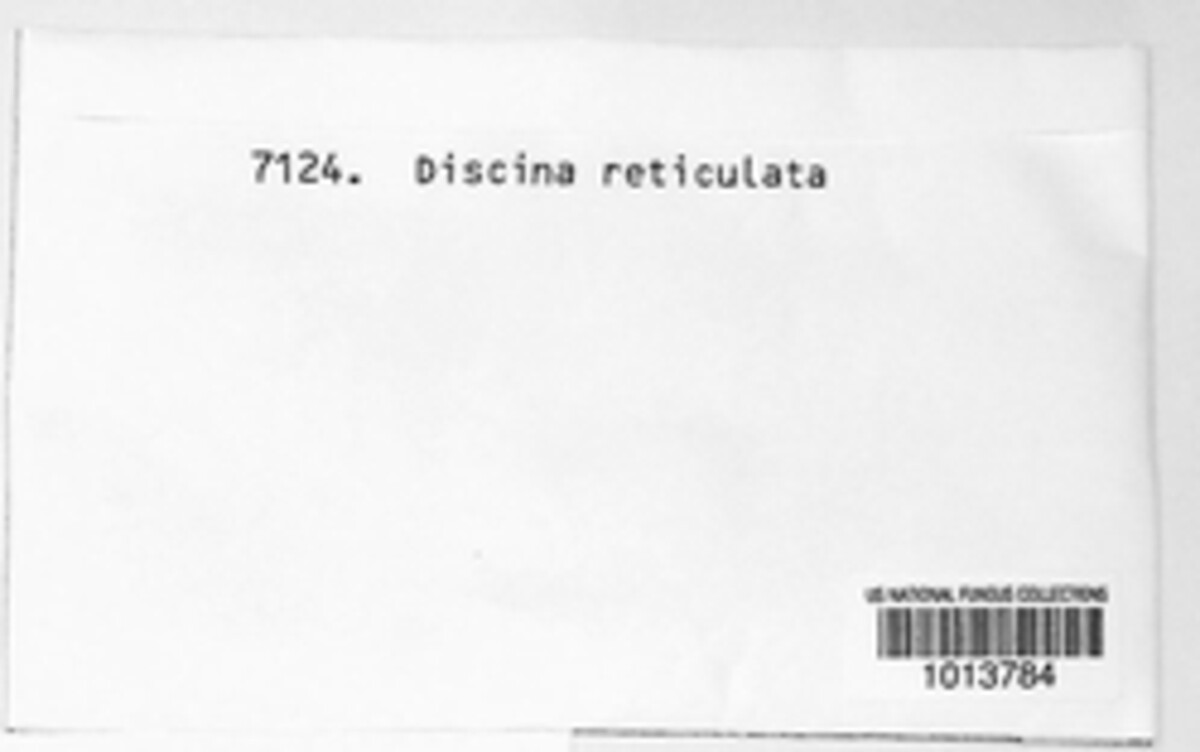 7124. Discina reticulata
US NATIONAL FUNGUS COLLECTIONS
1013784